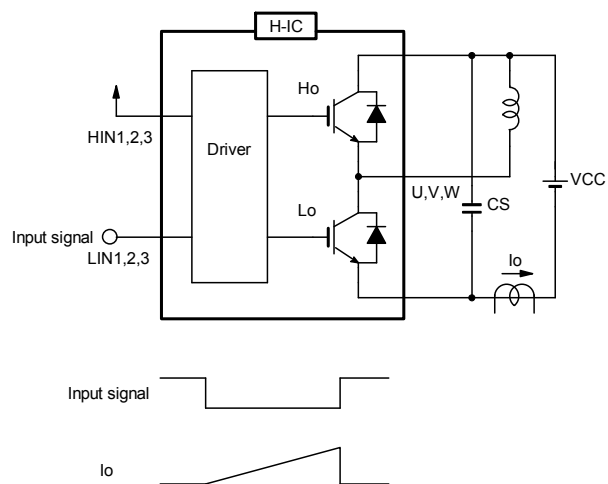 H-IC
Ho
HIN1,2,3
Driver
U,V,W
CS
VCC
Lo
Input signal
LIN1,2,3
Io
Input signal
Io